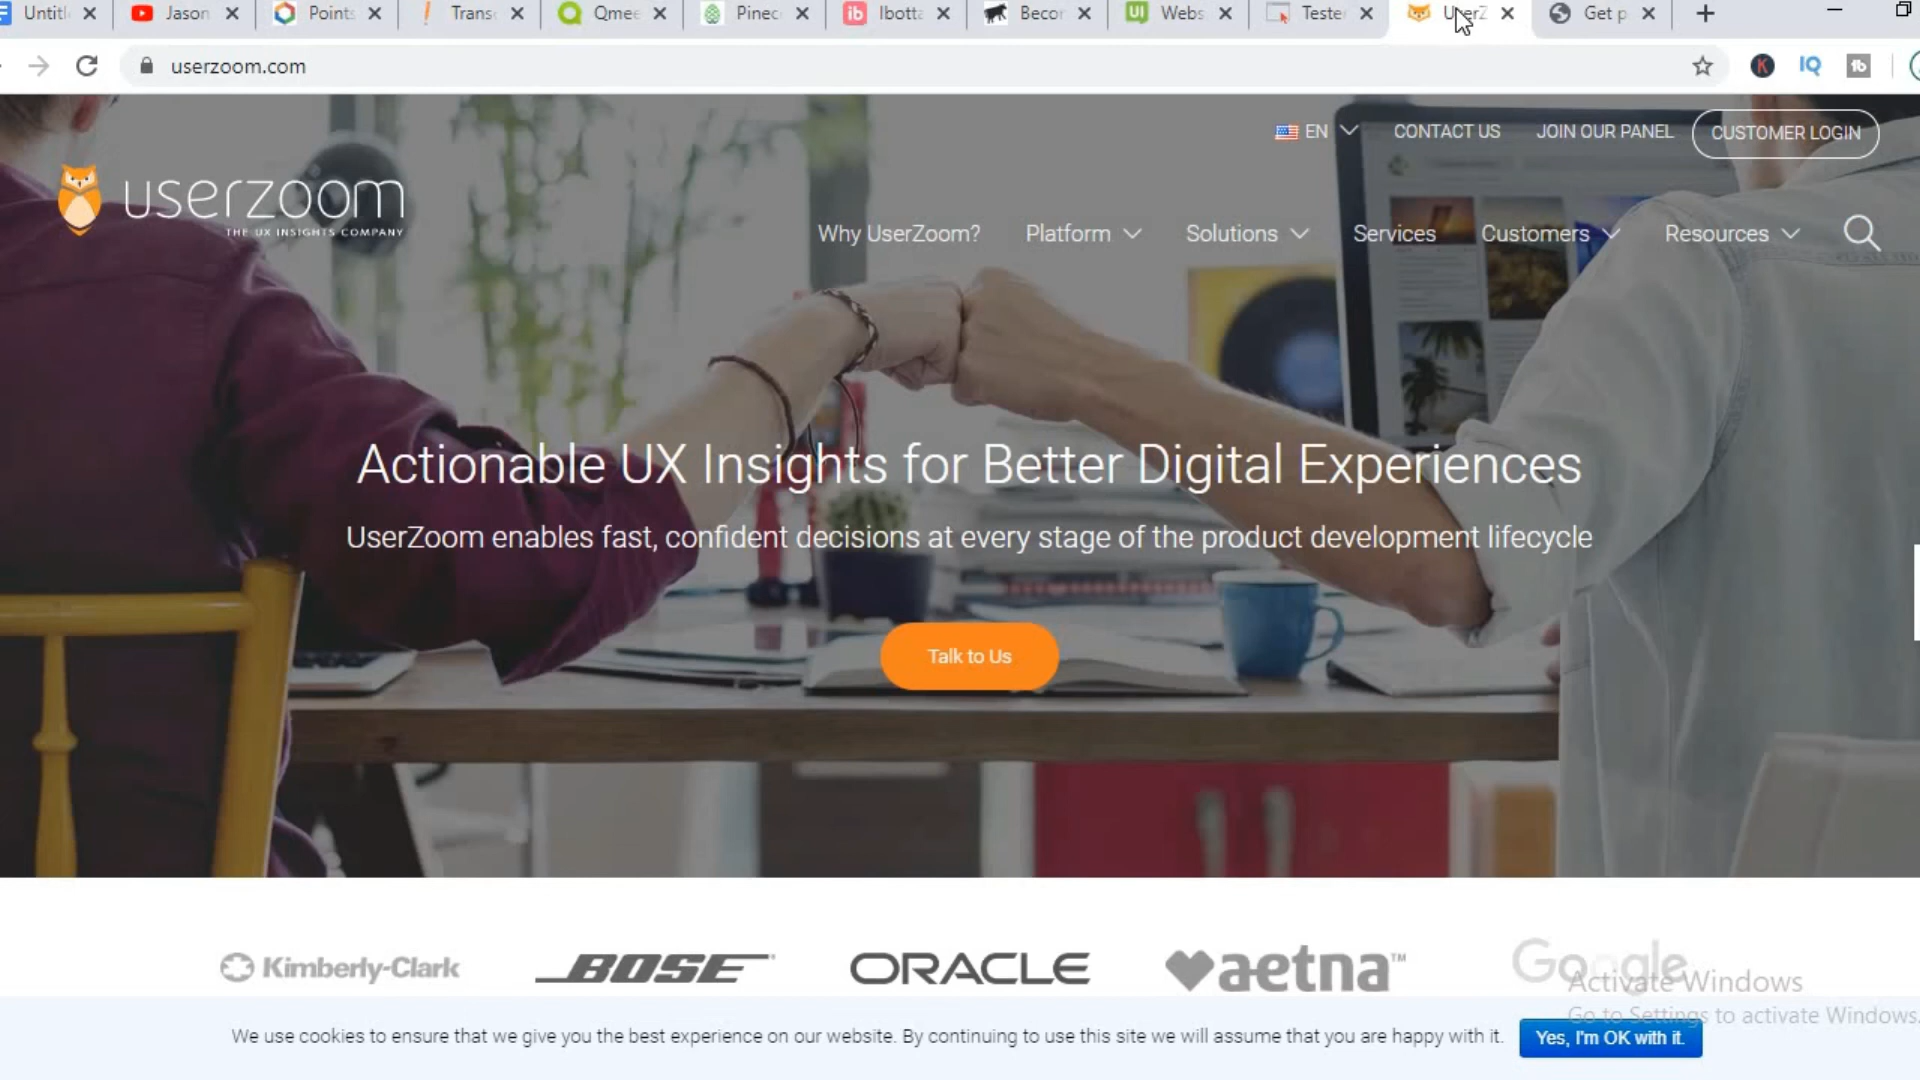 Untitl Jason Points Trans Qmee Pinec Ibotta Becor Webs Teste UserZ Get p
userzoom.com
EN CONTACT US JOIN OUR PANEL CUSTOMER LOGIN
userzoom
THE UX INSIGHTS COMPANY
Why UserZoom? Platform Solutions Services Customers Resources
Actionable UX Insights for Better Digital Experiences
UserZoom enables fast, confident decisions at every stage of the product development lifecycle
Talk to Us
Kimberly-Clark BOSE ORACLE aetna™ Google
Activate Windows
Go to Settings to activate Windows.
We use cookies to ensure that we give you the best experience on our website. By continuing to use this site we will assume that you are happy with it. Yes, I'm OK with it.